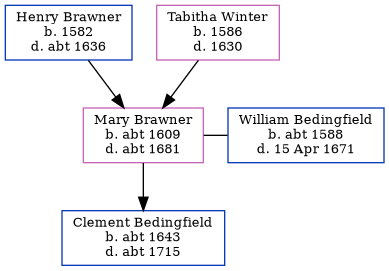 Henry Brawner
b. 1582
d. abt 1636
Tabitha Winter
b. 1586
d. 1630
Mary Brawner
b. abt 1609
d. abt 1681
William Bedingfield
b. abt 1588
d. 15 Apr 1671
Clement Bedingfield
b. abt 1643
d. abt 1715